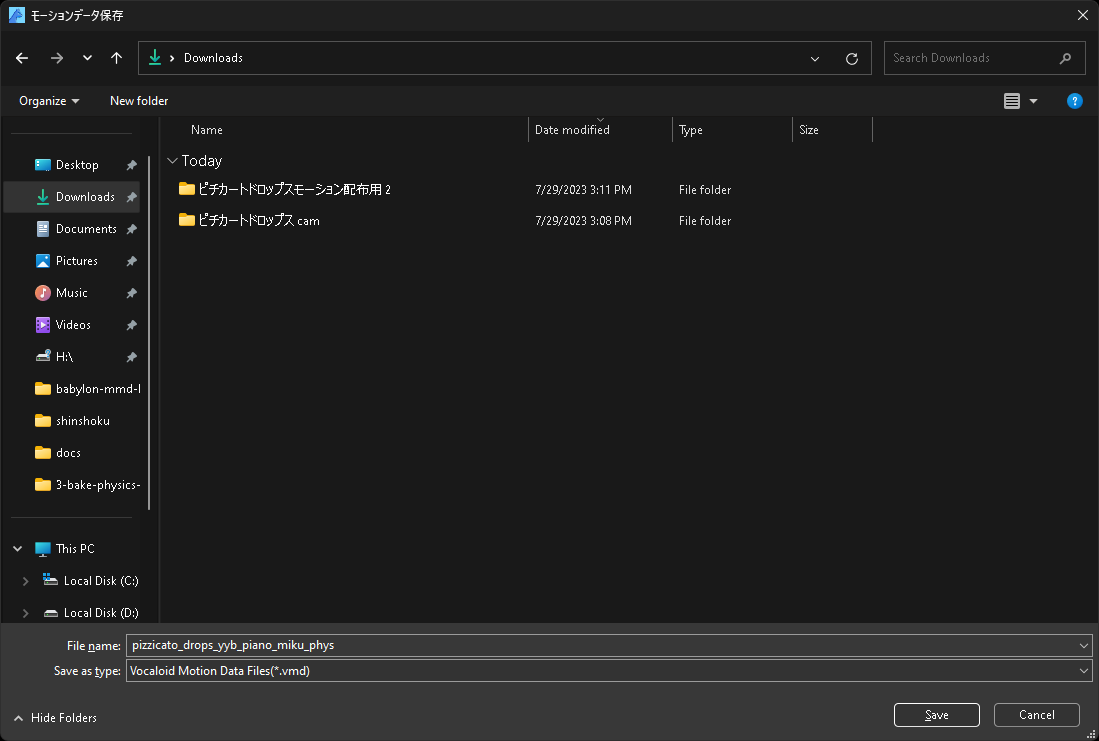 モーションデータ保存
Downloads
Search Downloads
Organize
New folder
?
Name
Date modified
Type
Size
Desktop
Downloads
Documents
Pictures
Music
Videos
H:\
babylon-mmd-l
shinshoku
docs
3-bake-physics-
This PC
Local Disk (C:)
Local Disk (D:)
Today
ピチカートドロップスモーション配布用 2 7/29/2023 3:11 PM File folder
ピチカートドロップス cam 7/29/2023 3:08 PM File folder
File name: pizzicato_drops_yyb_piano_miku_phys
Save as type: Vocaloid Motion Data Files(*.vmd)
Hide Folders
Save
Cancel